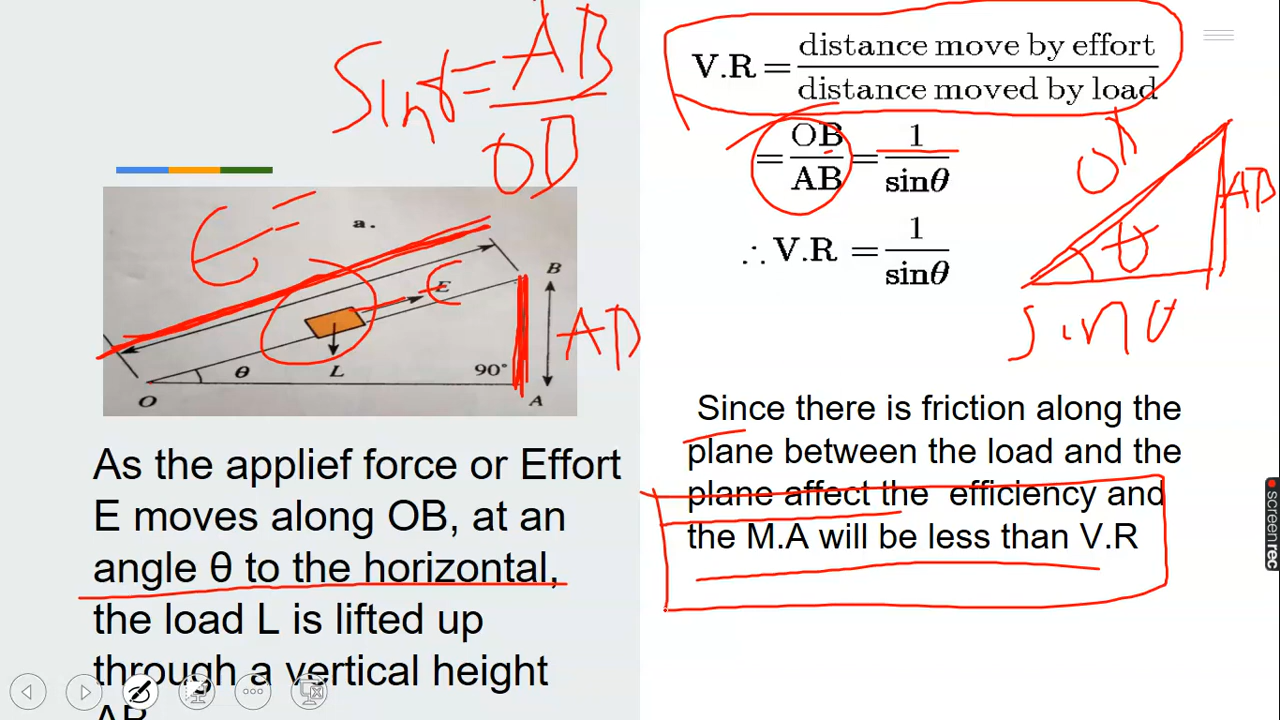 Sinθ = AB
OB
E =
a.
E
E
B
AB
θ
L
90°
O
A
As the applief force or Effort
E moves along OB, at an
angle θ to the horizontal,
the load L is lifted up
through a vertical height
AB
V.R = distance move by effort
distance moved by load
= OB/AB = 1/sinθ
∴ V.R = 1/sinθ
AB
θ
sinθ
Since there is friction along the
plane between the load and the
plane affect the efficiency and
the M.A will be less than V.R
screenrec